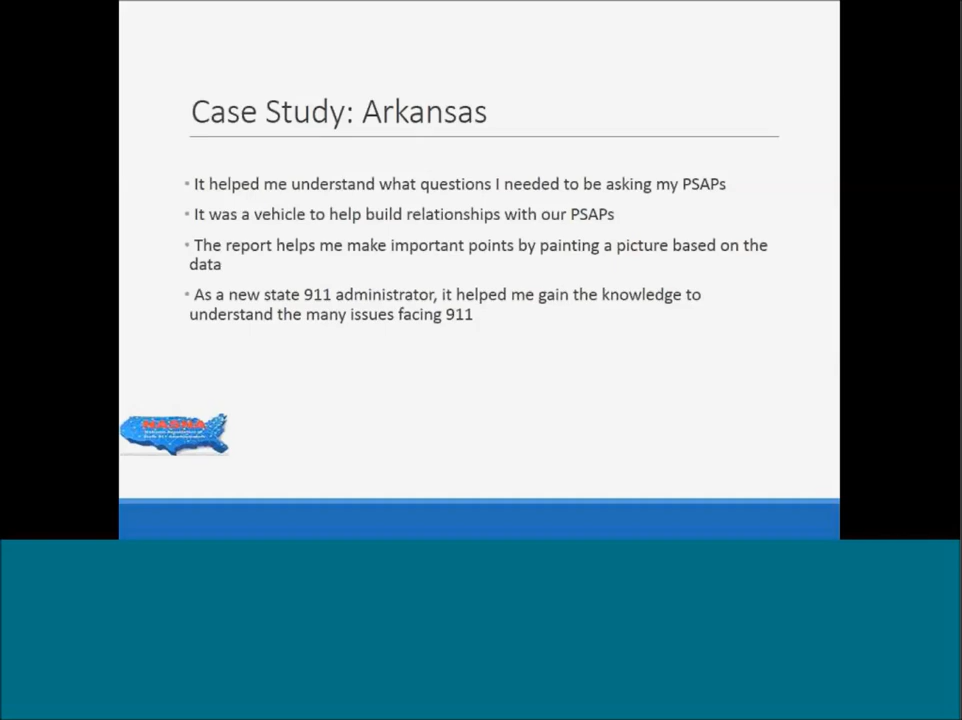 Case Study: Arkansas
• It helped me understand what questions I needed to be asking my PSAPs
• It was a vehicle to help build relationships with our PSAPs
• The report helps me make important points by painting a picture based on the
data
• As a new state 911 administrator, it helped me gain the knowledge to
understand the many issues facing 911
NASNA